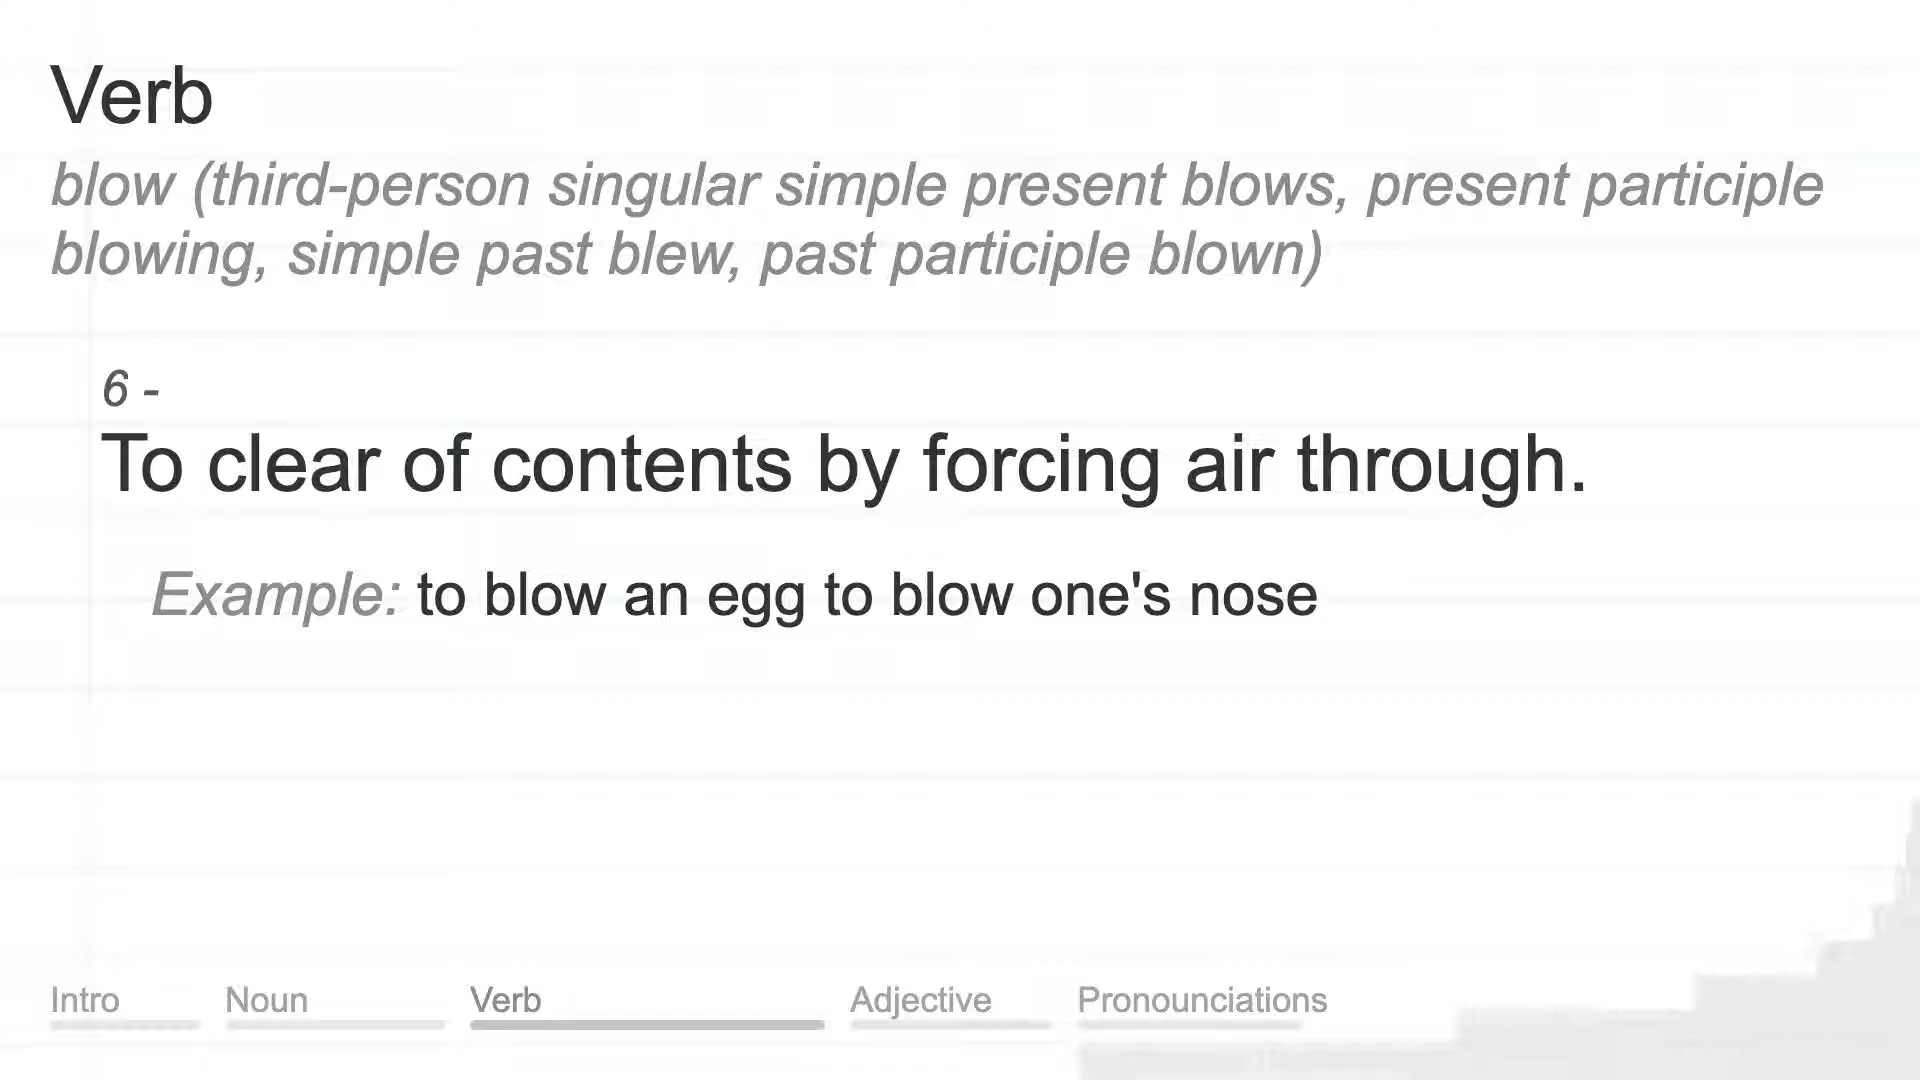 Verb
blow (third-person singular simple present blows, present participle
blowing, simple past blew, past participle blown)
6 -
To clear of contents by forcing air through.
Example: to blow an egg to blow one's nose
Intro Noun Verb Adjective Pronounciations